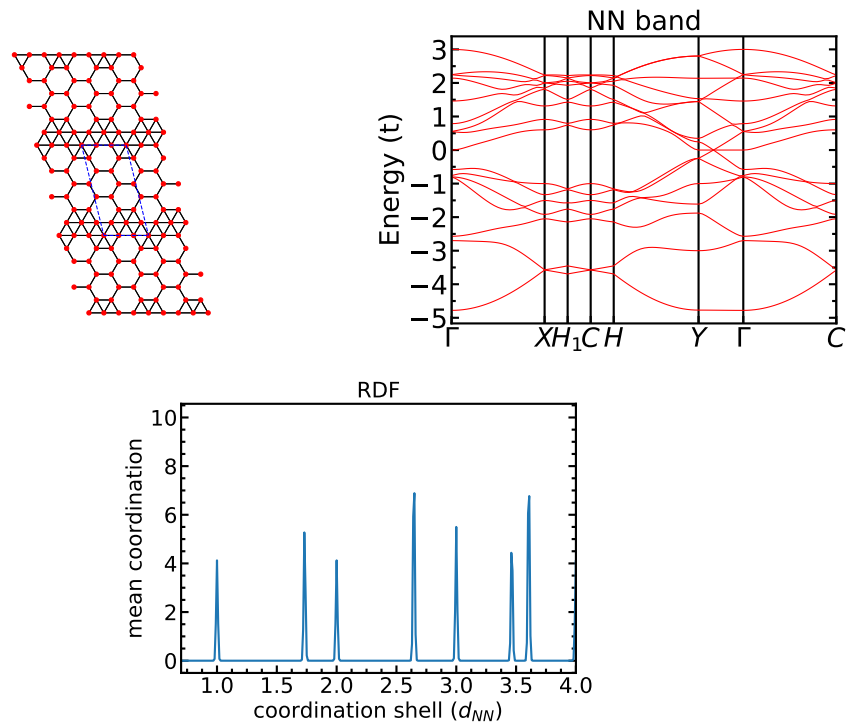 NN band
Energy (t)
3
2
1
0
−1
−2
−3
−4
−5
Γ X H₁ C H Y Γ C
RDF
mean coordination
10
8
6
4
2
0
1.0 1.5 2.0 2.5 3.0 3.5 4.0
coordination shell (d_NN)